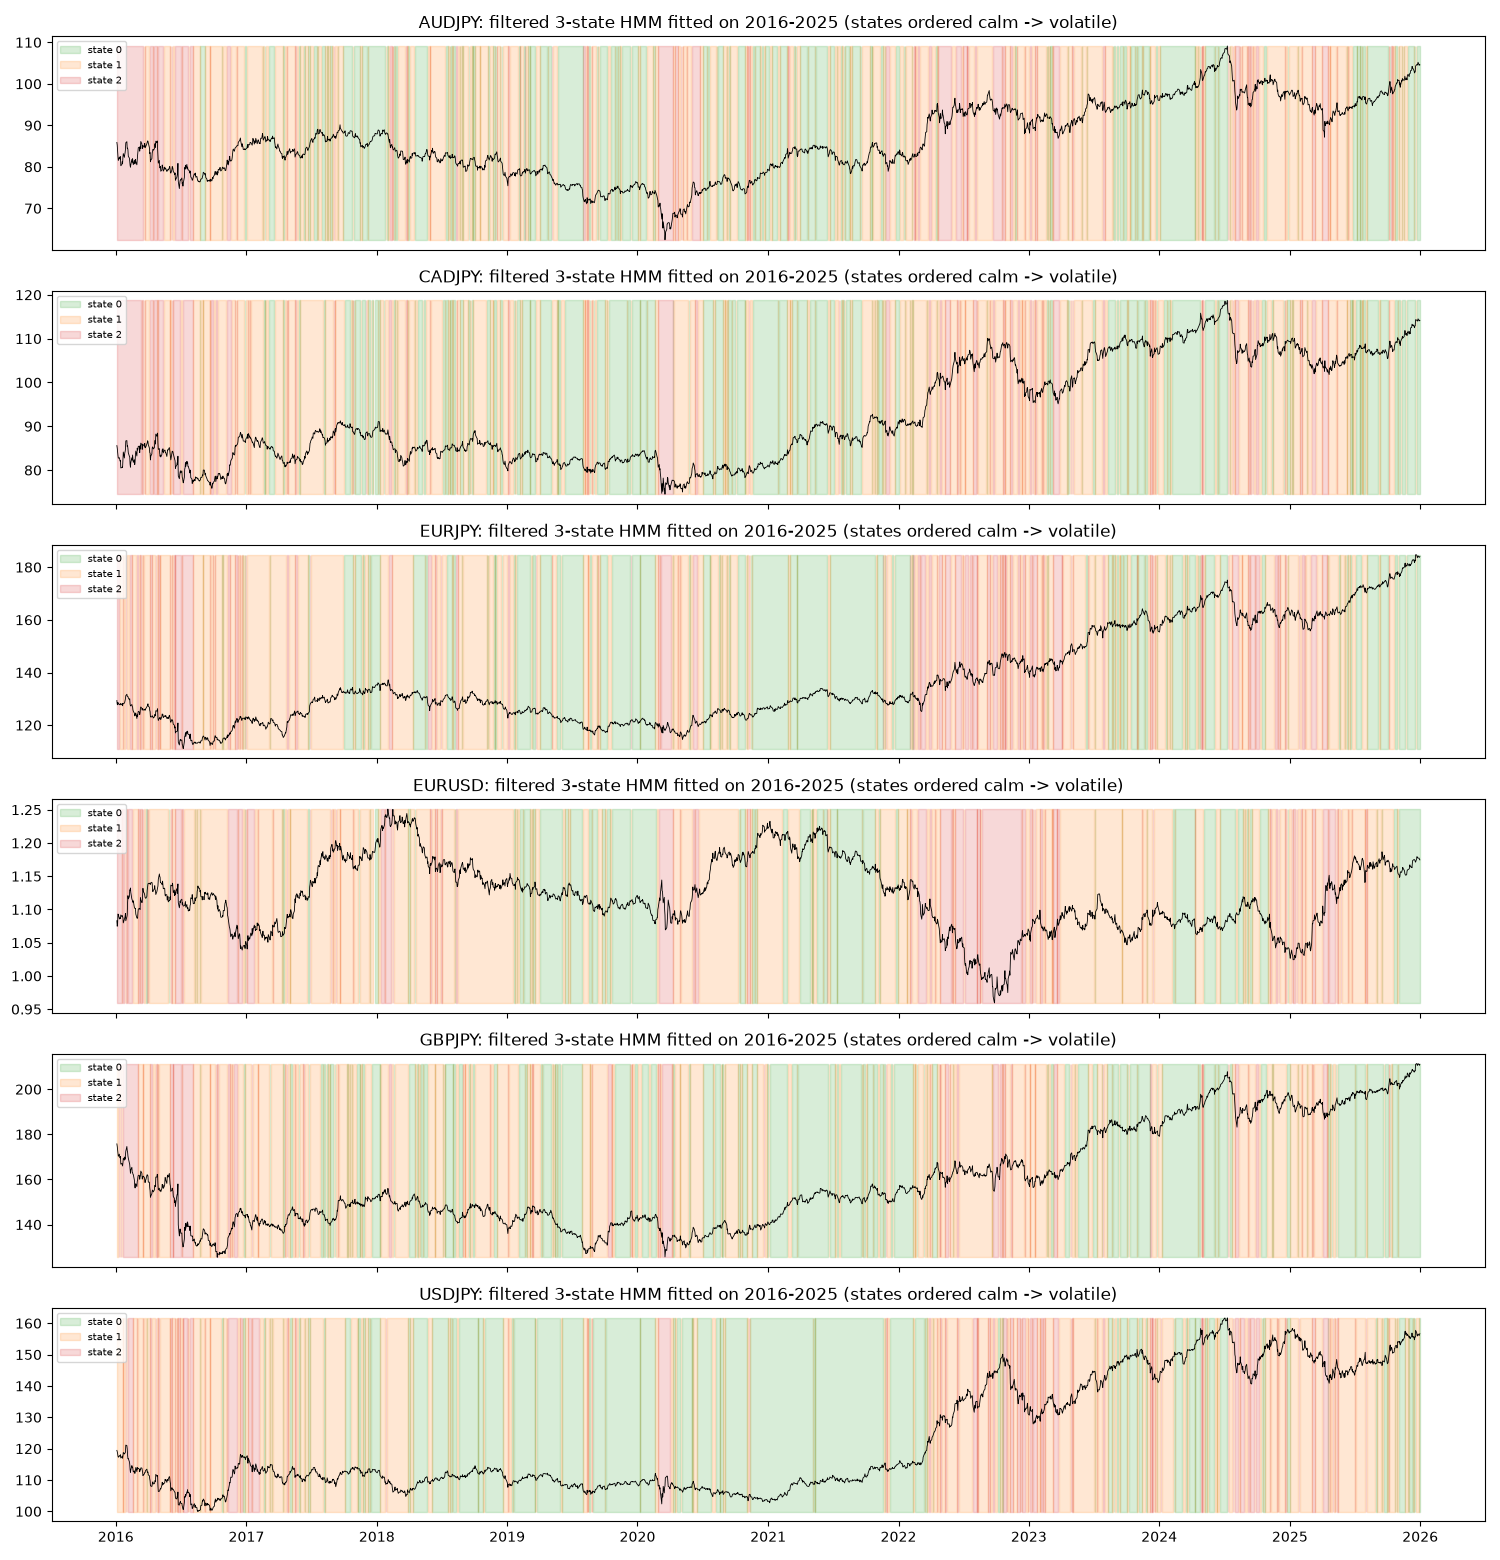 AUDJPY: filtered 3-state HMM fitted on 2016-2025 (states ordered calm -> volatile)
state 0
state 1
state 2
110
100
90
80
70
CADJPY: filtered 3-state HMM fitted on 2016-2025 (states ordered calm -> volatile)
state 0
state 1
state 2
120
110
100
90
80
EURJPY: filtered 3-state HMM fitted on 2016-2025 (states ordered calm -> volatile)
state 0
state 1
state 2
180
160
140
120
EURUSD: filtered 3-state HMM fitted on 2016-2025 (states ordered calm -> volatile)
state 0
state 1
state 2
1.25
1.20
1.15
1.10
1.05
1.00
0.95
GBPJPY: filtered 3-state HMM fitted on 2016-2025 (states ordered calm -> volatile)
state 0
state 1
state 2
200
180
160
140
USDJPY: filtered 3-state HMM fitted on 2016-2025 (states ordered calm -> volatile)
state 0
state 1
state 2
160
150
140
130
120
110
100
2016 2017 2018 2019 2020 2021 2022 2023 2024 2025 2026